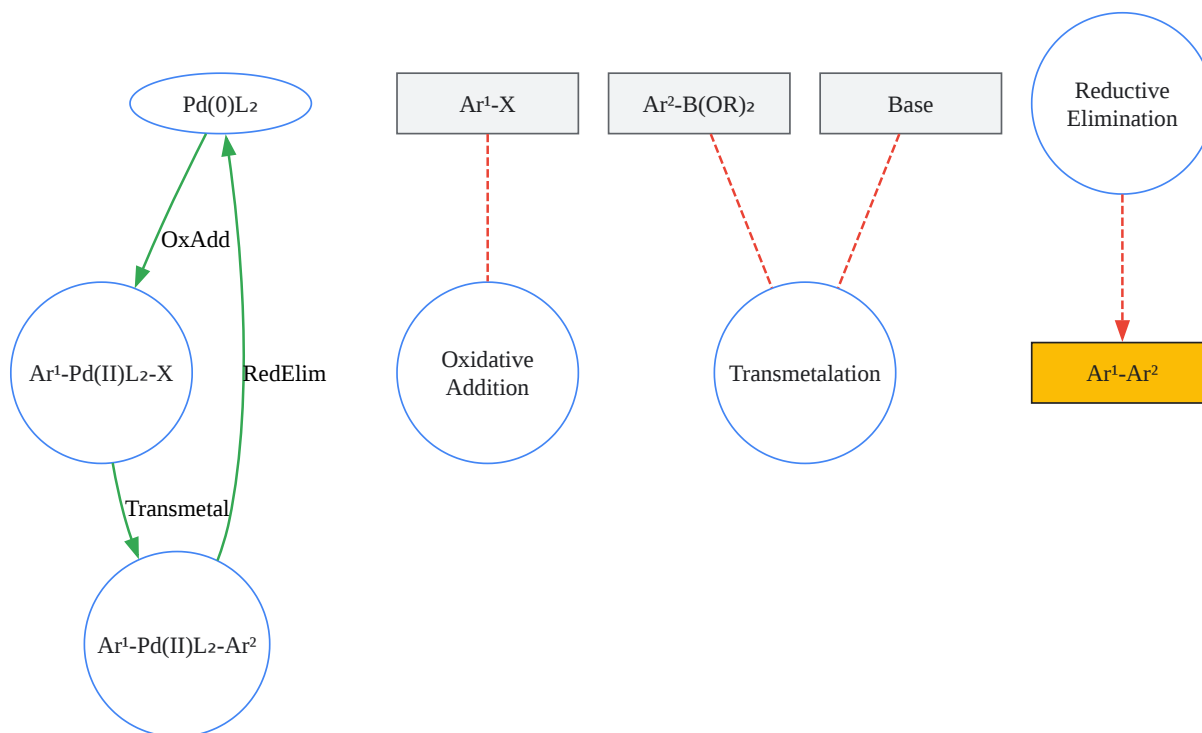 Pd(0)L₂
Ar¹-X
Ar²-B(OR)₂
Base
Reductive
Elimination
OxAdd
Ar¹-Pd(II)L₂-X
RedElim
Oxidative
Addition
Transmetalation
Ar¹-Ar²
Transmetal
Ar¹-Pd(II)L₂-Ar²